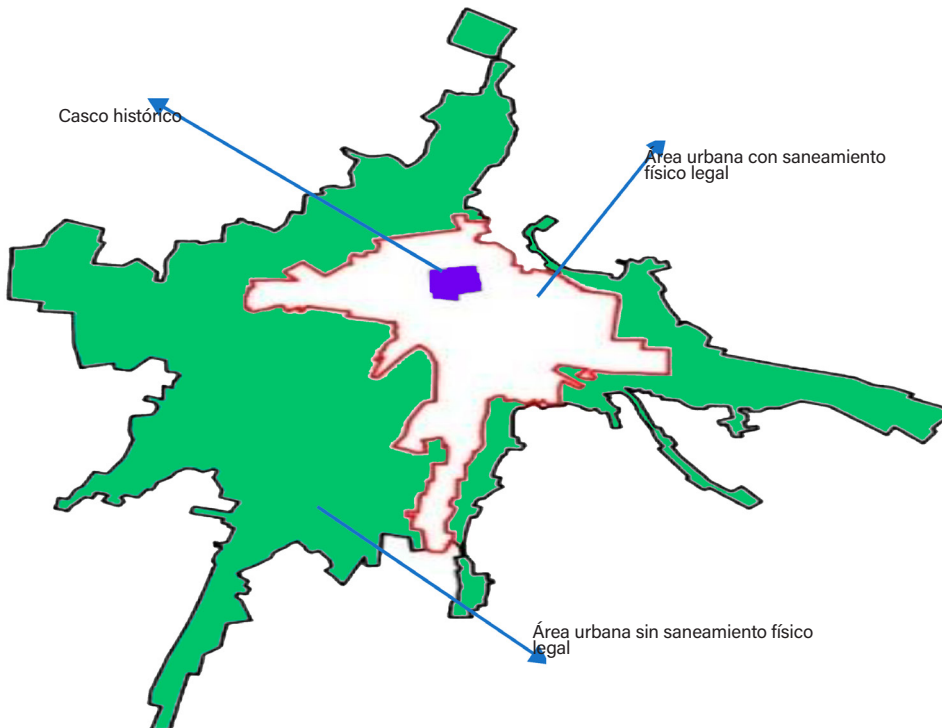 Casco histórico
Área urbana con saneamiento
físico legal
Área urbana sin saneamiento físico
legal